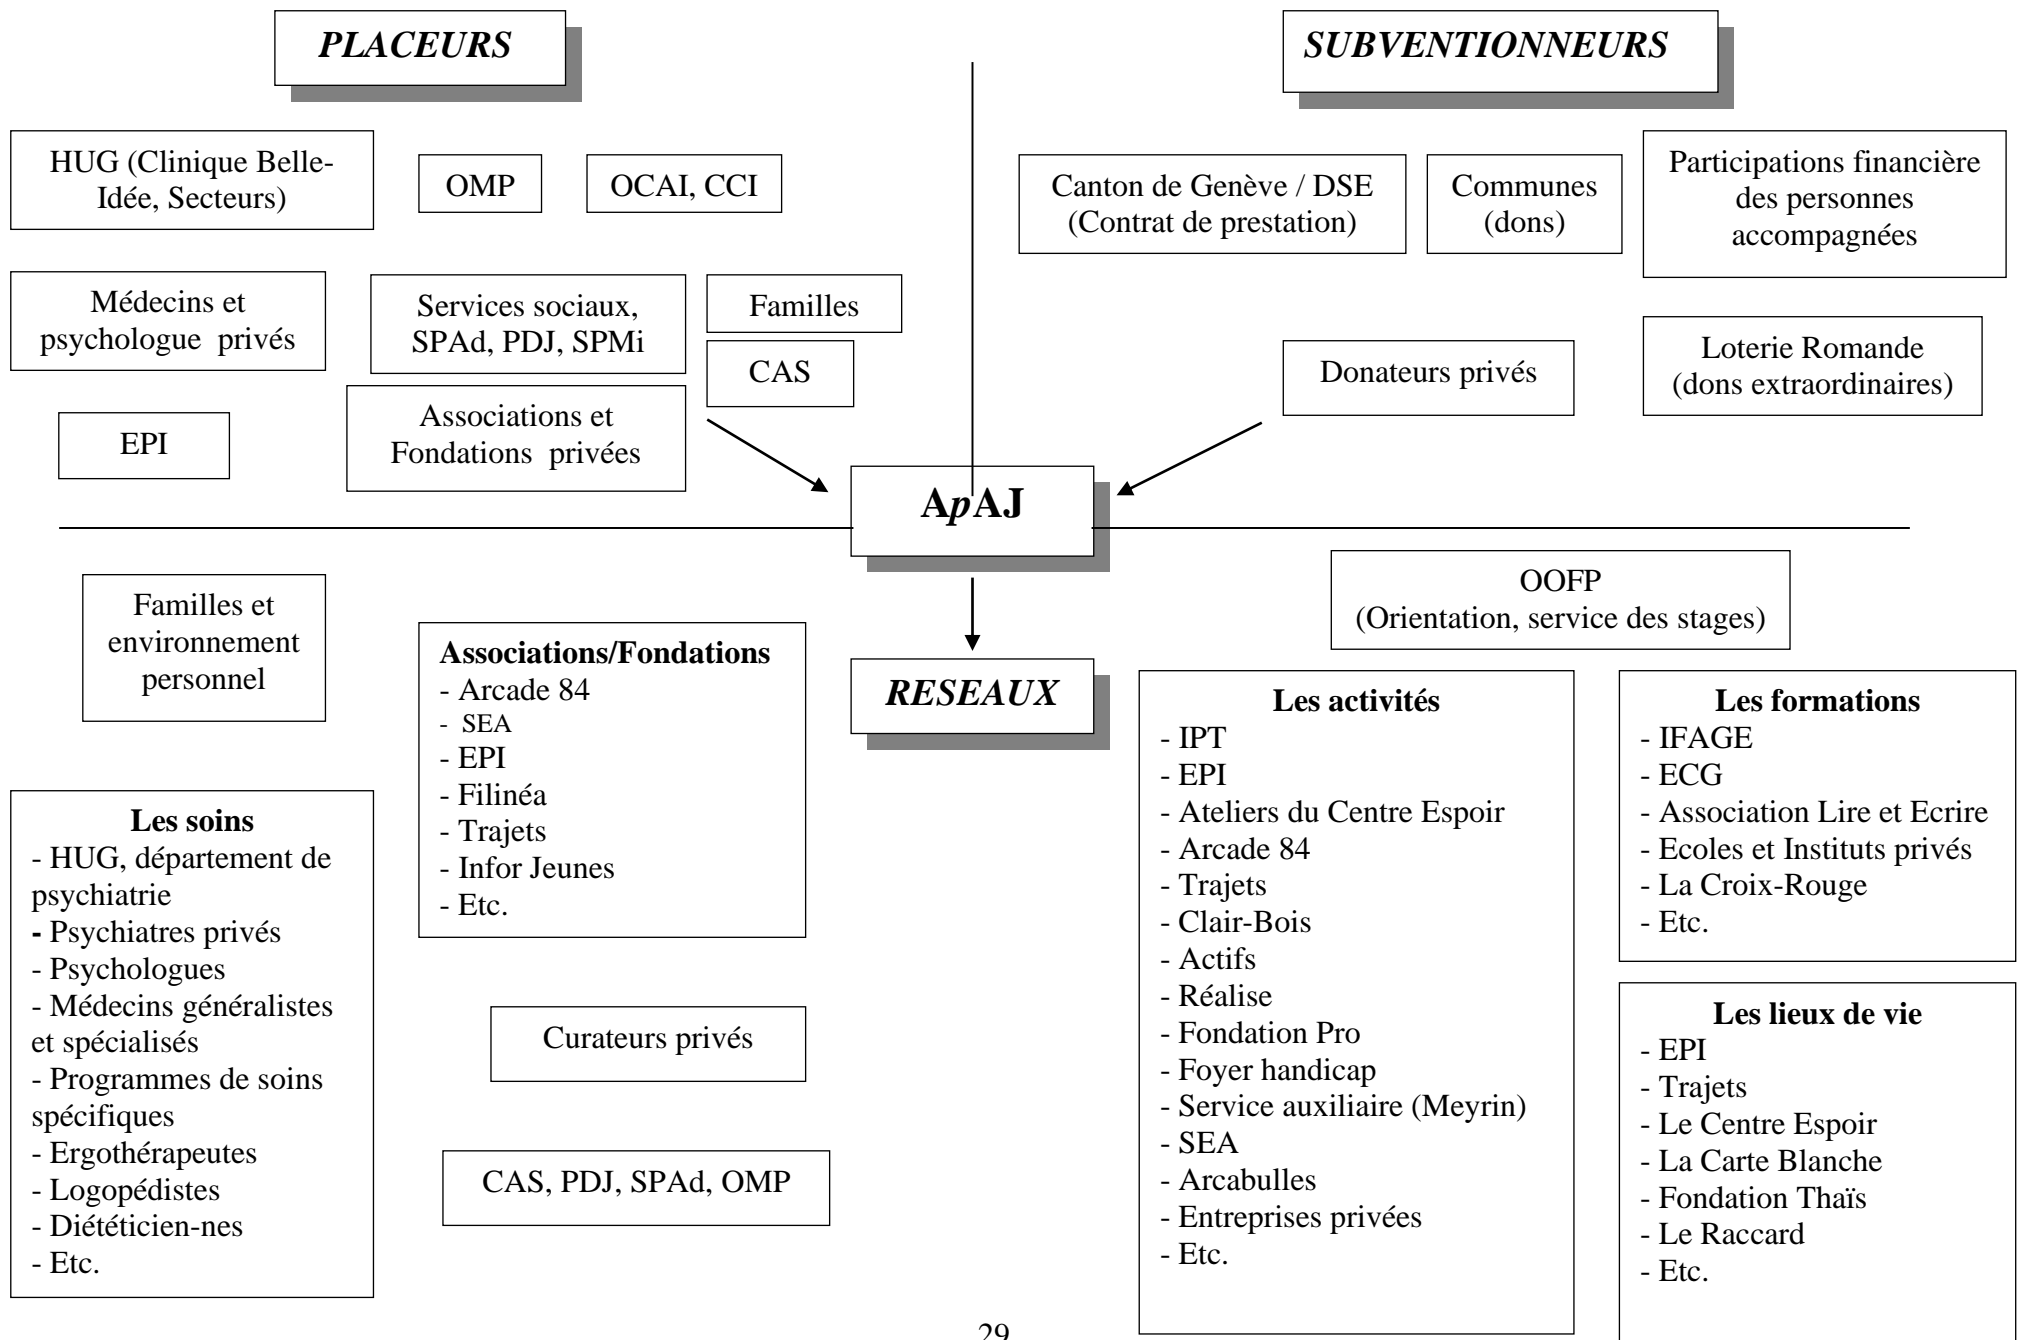 PLACEURS
SUBVENTIONNEURS
HUG (Clinique Belle-
Idée, Secteurs)
OMP
OCAI, CCI
Canton de Genève / DSE
(Contrat de prestation)
Communes
(dons)
Participations financière
des personnes
accompagnées
Médecins et
psychologue privés
Services sociaux,
SPAd, PDJ, SPMi
Familles
CAS
Donateurs privés
Loterie Romande
(dons extraordinaires)
EPI
Associations et
Fondations privées
ApAJ
Familles et
environnement
personnel
Associations/Fondations
- Arcade 84
- SEA
- EPI
- Filinéa
- Trajets
- Infor Jeunes
- Etc.
RESEAUX
OOFP
(Orientation, service des stages)
Les soins
- HUG, département de
psychiatrie
- Psychiatres privés
- Psychologues
- Médecins généralistes
et spécialisés
- Programmes de soins
spécifiques
- Ergothérapeutes
- Logopédistes
- Diététicien-nes
- Etc.
Curateurs privés
CAS, PDJ, SPAd, OMP
Les activités
- IPT
- EPI
- Ateliers du Centre Espoir
- Arcade 84
- Trajets
- Clair-Bois
- Actifs
- Réalise
- Fondation Pro
- Foyer handicap
- Service auxiliaire (Meyrin)
- SEA
- Arcabulles
- Entreprises privées
- Etc.
Les formations
- IFAGE
- ECG
- Association Lire et Ecrire
- Ecoles et Instituts privés
- La Croix-Rouge
- Etc.
Les lieux de vie
- EPI
- Trajets
- Le Centre Espoir
- La Carte Blanche
- Fondation Thaïs
- Le Raccard
- Etc.
29